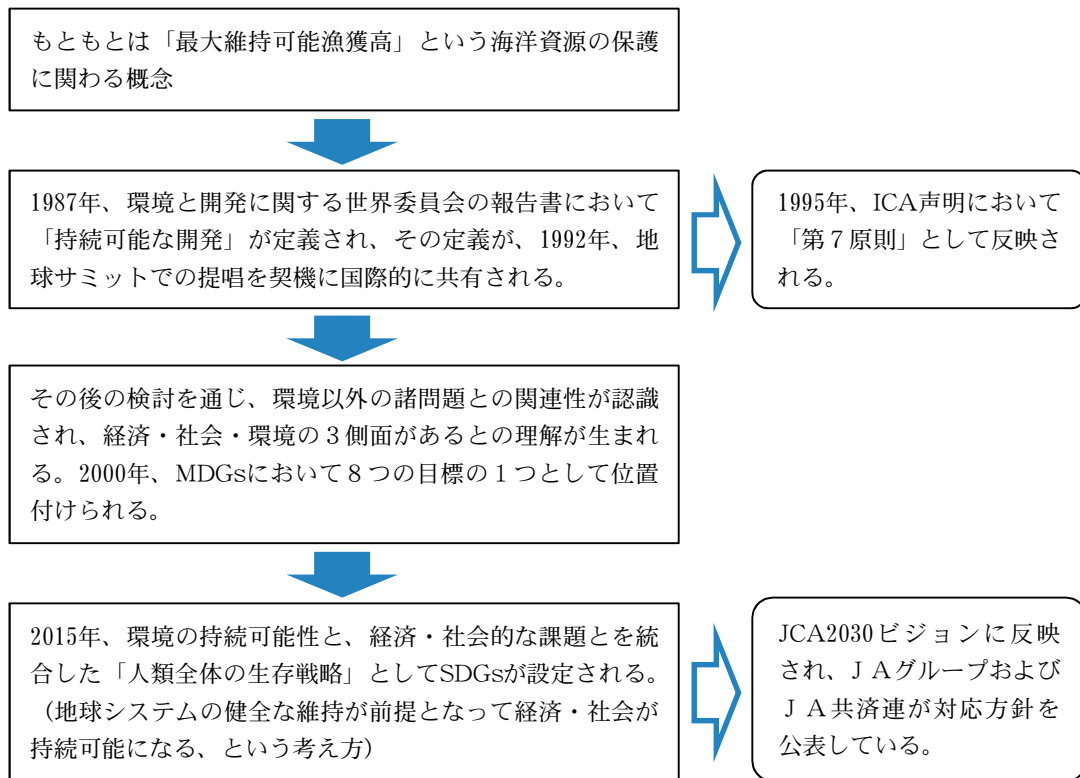 もともとは「最大維持可能漁獲高」という海洋資源の保護
に関わる概念
1987年、環境と開発に関する世界委員会の報告書において
「持続可能な開発」が定義され、その定義が、1992年、地
球サミットでの提唱を契機に国際的に共有される。
1995年、ICA声明において
「第７原則」として反映さ
れる。
その後の検討を通じ、環境以外の諸問題との関連性が認識
され、経済・社会・環境の３側面があるとの理解が生まれ
る。2000年、MDGsにおいて８つの目標の１つとして位置
付けられる。
2015年、環境の持続可能性と、経済・社会的な課題とを統
合した「人類全体の生存戦略」としてSDGsが設定される。
（地球システムの健全な維持が前提となって経済・社会が
持続可能になる、という考え方）
JCA2030ビジョンに反映
され、ＪＡグループおよび
ＪＡ共済連が対応方針を
公表している。